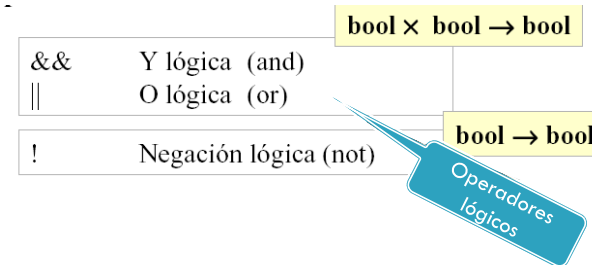 bool × bool → bool
&& Y lógica (and)
|| O lógica (or)
bool → bool
! Negación lógica (not)
Operadores
lógicos